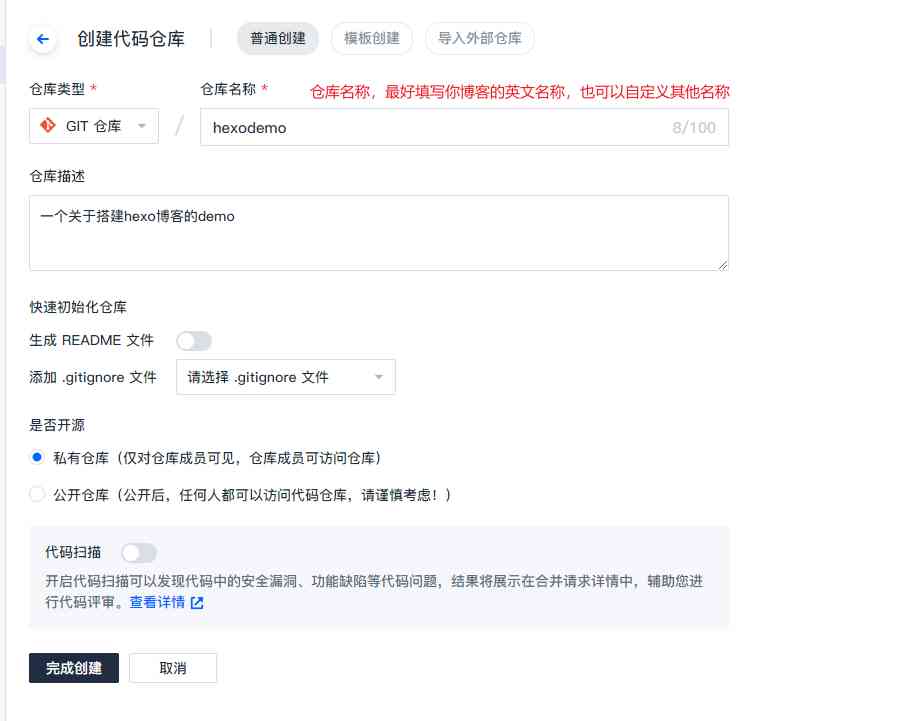 创建代码仓库 普通创建 模板创建 导入外部仓库
仓库类型 * 仓库名称 * 仓库名称，最好填写你博客的英文名称，也可以自定义其他名称
GIT 仓库 / hexodemo 8/100
仓库描述
一个关于搭建hexo博客的demo
快速初始化仓库
生成 README 文件
添加 .gitignore 文件 请选择 .gitignore 文件
是否开源
私有仓库（仅对仓库成员可见，仓库成员可访问仓库）
公开仓库（公开后，任何人都可以访问代码仓库，请谨慎考虑！）
代码扫描
开启代码扫描可以发现代码中的安全漏洞、功能缺陷等代码问题，结果将展示在合并请求详情中，辅助您进
行代码评审。查看详情
完成创建 取消